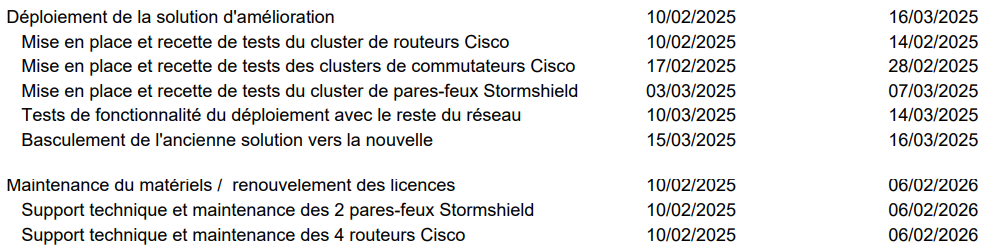 Déploiement de la solution d'amélioration 10/02/2025 16/03/2025
Mise en place et recette de tests du cluster de routeurs Cisco 10/02/2025 14/02/2025
Mise en place et recette de tests des clusters de commutateurs Cisco 17/02/2025 28/02/2025
Mise en place et recette de tests du cluster de pares-feux Stormshield 03/03/2025 07/03/2025
Tests de fonctionnalité du déploiement avec le reste du réseau 10/03/2025 14/03/2025
Basculement de l'ancienne solution vers la nouvelle 15/03/2025 16/03/2025
Maintenance du matériels / renouvelement des licences 10/02/2025 06/02/2026
Support technique et maintenance des 2 pares-feux Stormshield 10/02/2025 06/02/2026
Support technique et maintenance des 4 routeurs Cisco 10/02/2025 06/02/2026